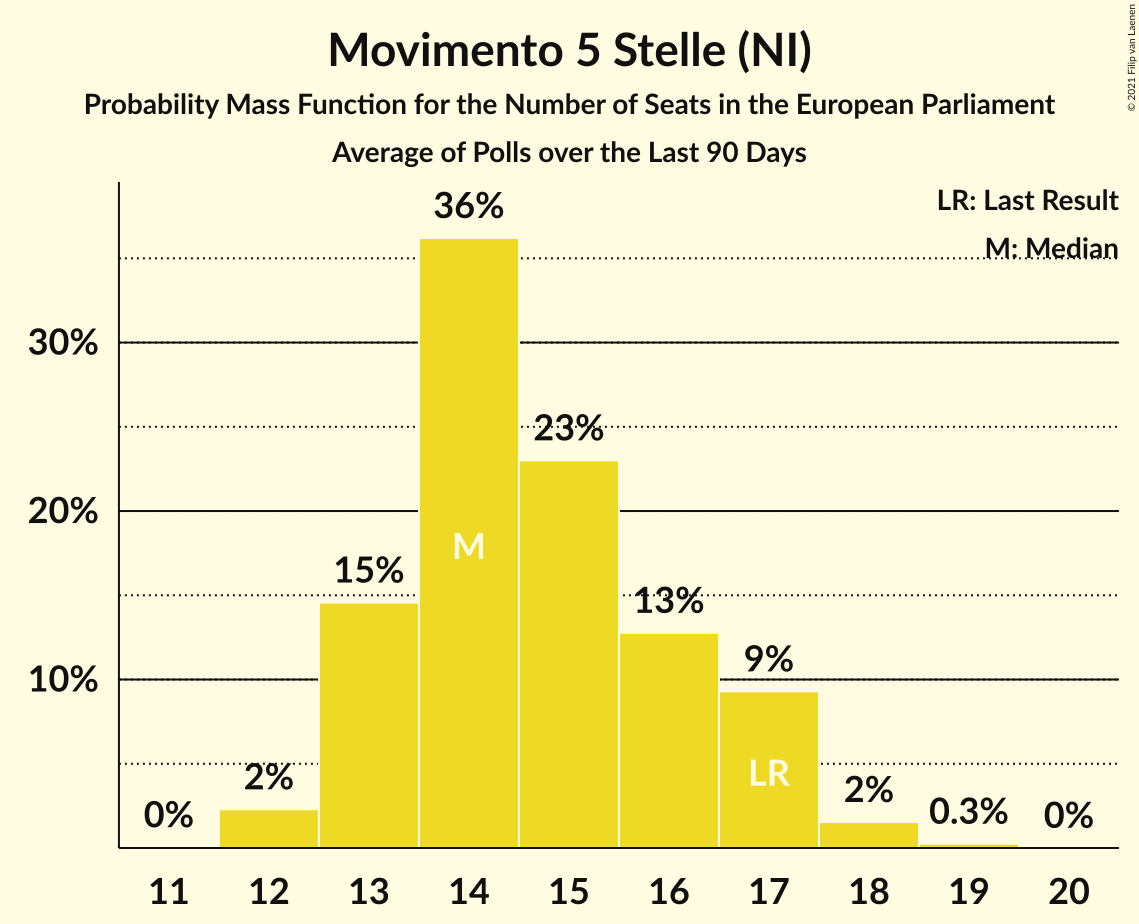 Movimento 5 Stelle (NI)
Probability Mass Function for the Number of Seats in the European Parliament
Average of Polls over the Last 90 Days
© 2021 Filip van Laenen
LR: Last Result
M: Median
36%
30%
23%
20%
M
15%
13%
10%
9%
LR
2%
2%
0%
0.3%
0%
11 12 13 14 15 16 17 18 19 20